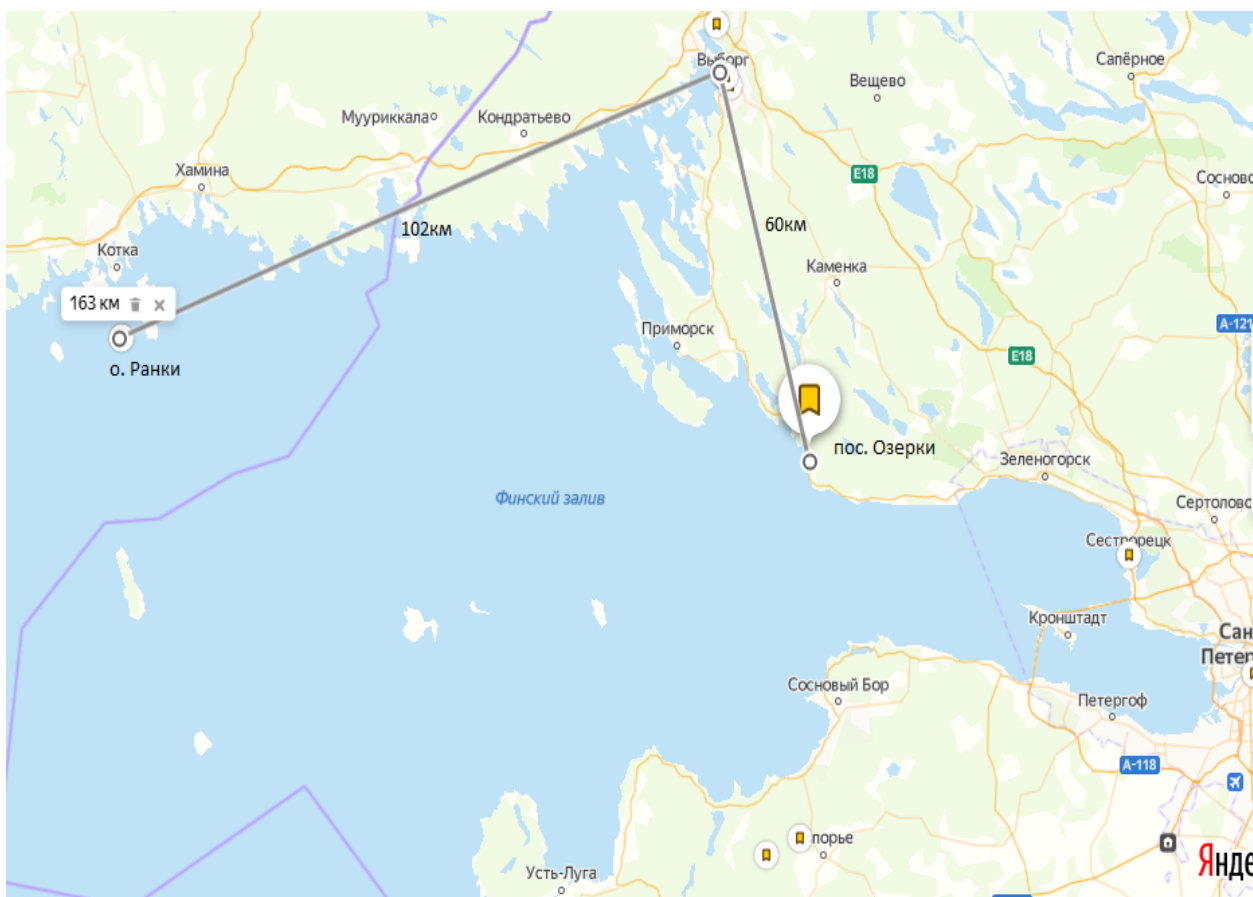 Выборг
Сапёрное
Вещево
Мууриккала
Кондратьево
Хамина
E18
Сосново
102км
60км
Котка
Каменка
163 км
А-121
Приморск
E18
о. Ранки
пос. Озерки
Зеленогорск
Финский залив
Сертоловс
Сестрорецк
Кронштадт
Сан
Петер
Сосновый Бор
Петергоф
А-118
порье
Усть-Луга
Янде